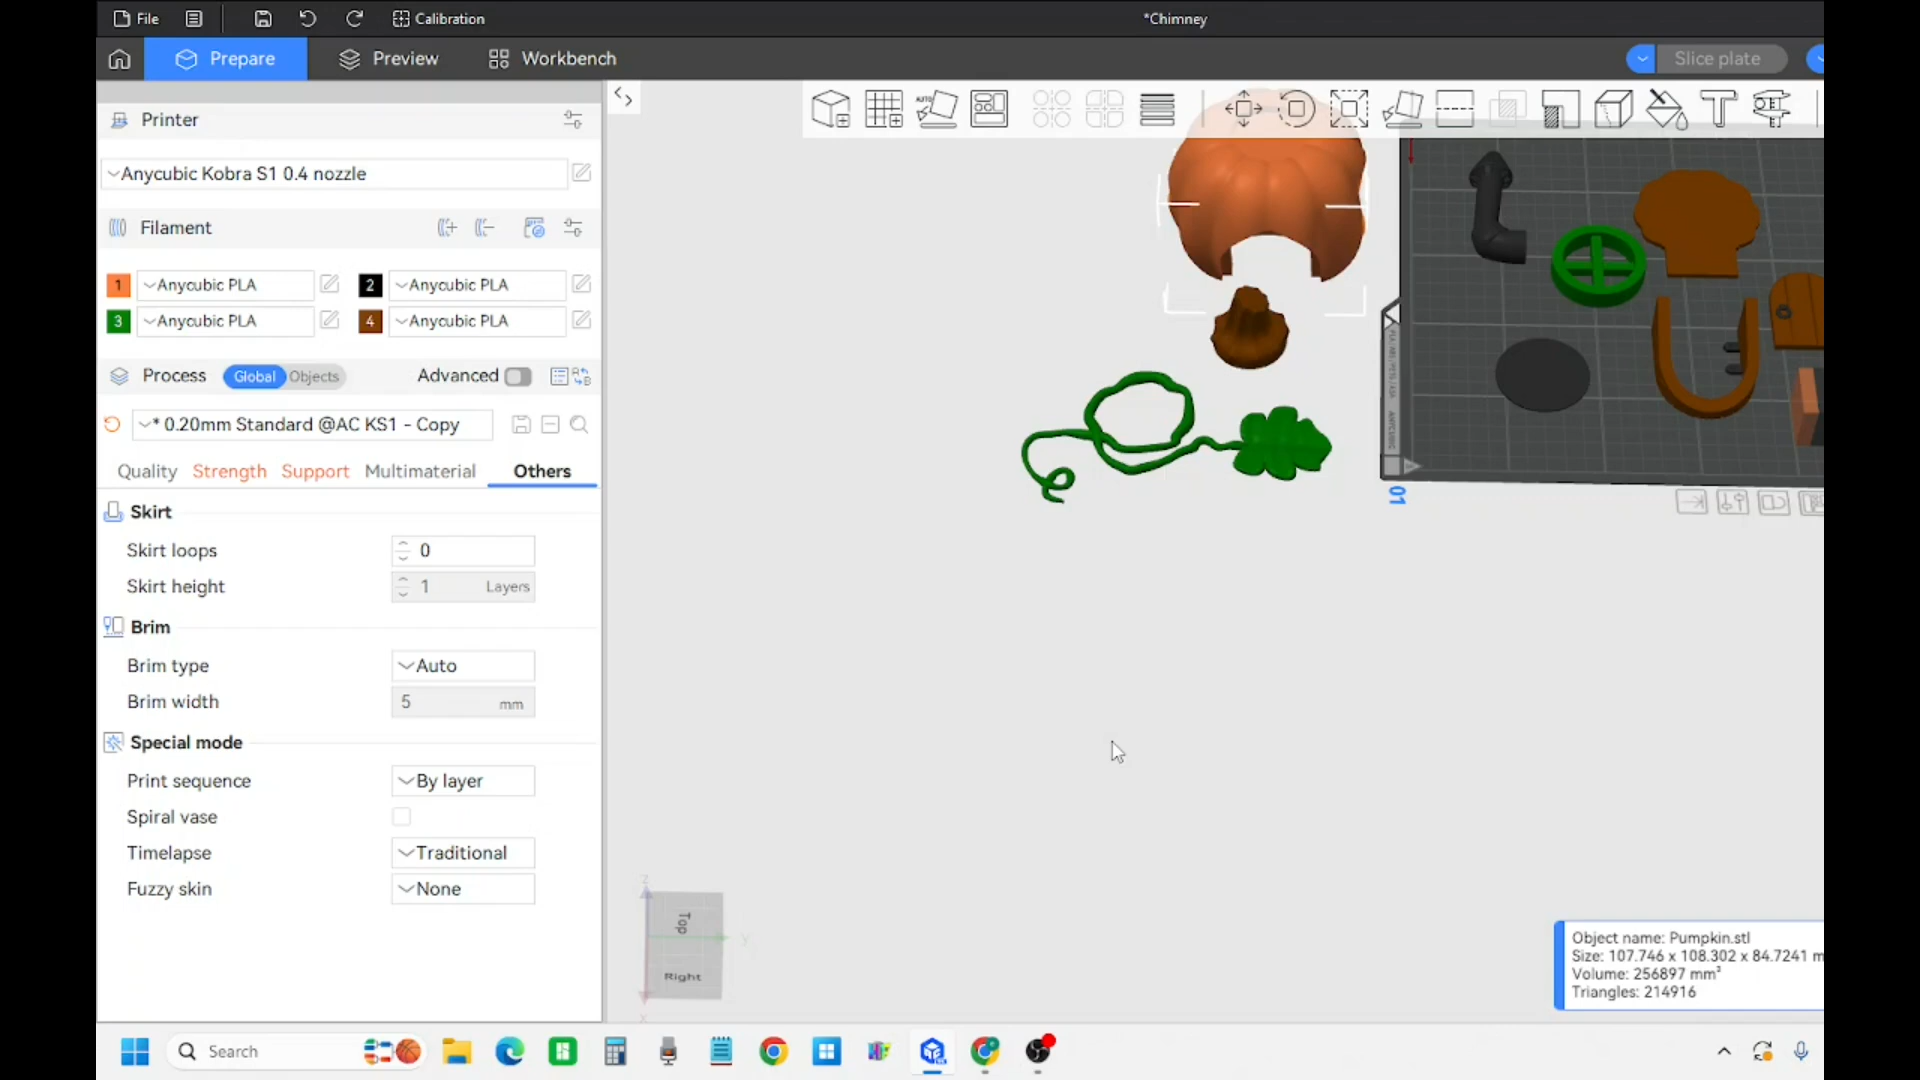 File
Calibration
*Chimney
Prepare
Preview
Workbench
Slice plate
Printer
Anycubic Kobra S1 0.4 nozzle
Filament
1 Anycubic PLA 2 Anycubic PLA
3 Anycubic PLA 4 Anycubic PLA
Process Global Objects Advanced
* 0.20mm Standard @AC KS1 - Copy
Quality Strength Support Multimaterial Others
Skirt
Skirt loops 0
Skirt height 1 Layers
Brim
Brim type Auto
Brim width 5 mm
Special mode
Print sequence By layer
Spiral vase
Timelapse Traditional
Fuzzy skin None
AUTO
01
Z
Top
Y
Right
X
Object name: Pumpkin.stl
Size: 107.746 x 108.302 x 84.7241 m
Volume: 256897 mm³
Triangles: 214916
Search